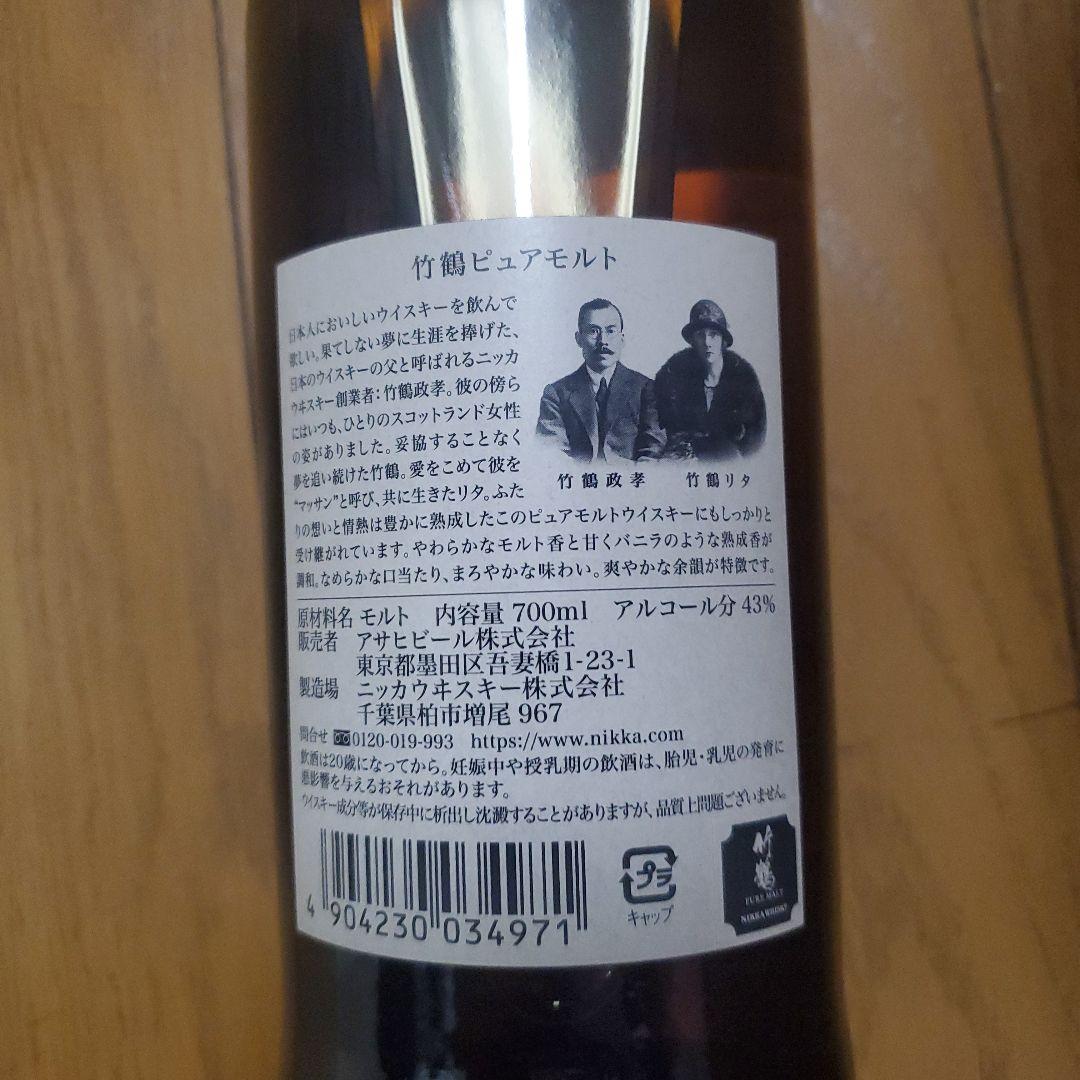 竹鶴ピュアモルト
日本人においしいウイスキーを飲んで
欲しい。果てしない夢に生涯を捧げた、
日本のウイスキーの父と呼ばれるニッカ
ウヰスキー創業者：竹鶴政孝。彼の傍ら
にはいつも、ひとりのスコットランド女性
の姿がありました。妥協することなく
夢を追い続けた竹鶴。愛をこめて彼を
“マッサン”と呼び、共に生きたリタ。ふた
りの想いと情熱は豊かに熟成したこのピュアモルトウイスキーにもしっかりと
受け継がれています。やわらかなモルト香と甘くバニラのような熟成香が
調和。なめらかな口当たり、まろやかな味わい。爽やかな余韻が特徴です。
竹鶴政孝 竹鶴リタ
原材料名 モルト 内容量 700ml アルコール分 43%
販売者 アサヒビール株式会社
東京都墨田区吾妻橋1-23-1
製造場 ニッカウヰスキー株式会社
千葉県柏市増尾 967
問合せ 0120-019-993 https://www.nikka.com
飲酒は20歳になってから。妊娠中や授乳期の飲酒は、胎児・乳児の発育に
悪影響を与えるおそれがあります。
ウイスキー成分等が保存中に析出し沈澱することがありますが、品質上問題ございません。
4 904230 034971
プラ
キャップ
竹鶴
PURE MALT
NIKKA WHISKY